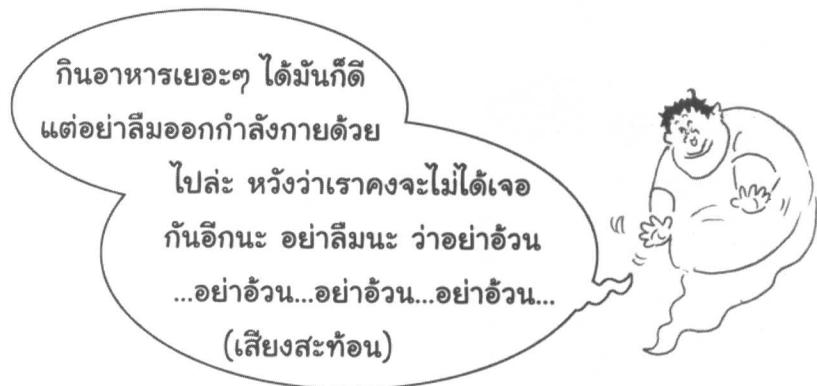 กินอาหารเยอะๆ ได้มันก็ดี
แต่อย่าลืมออกกำลังกายด้วย
ไปล่ะ หวังว่าเราคงจะไม่ได้เจอ
กันอีกนะ อย่าลืมนะ ว่าอย่าอ้วน
...อย่าอ้วน...อย่าอ้วน...อย่าอ้วน...
(เสียงสะท้อน)